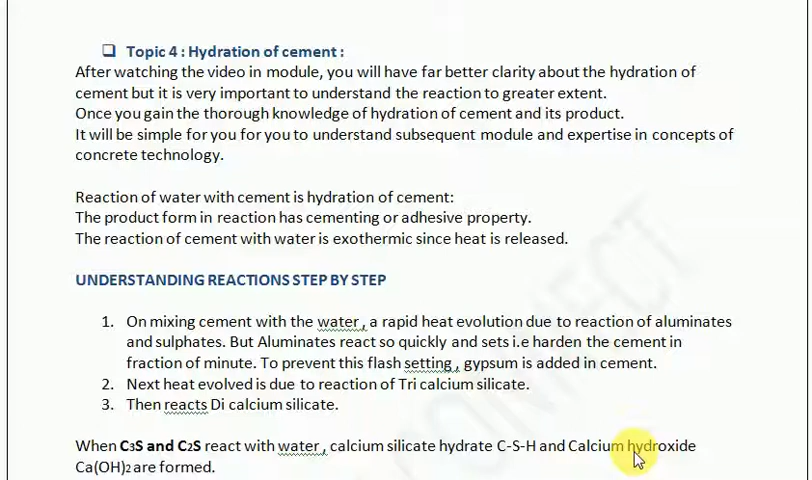 ❑ Topic 4 : Hydration of cement :
After watching the video in module, you will have far better clarity about the hydration of
cement but it is very important to understand the reaction to greater extent.
Once you gain the thorough knowledge of hydration of cement and its product.
It will be simple for you for you to understand subsequent module and expertise in concepts of
concrete technology.
Reaction of water with cement is hydration of cement:
The product form in reaction has cementing or adhesive property.
The reaction of cement with water is exothermic since heat is released.
UNDERSTANDING REACTIONS STEP BY STEP
1. On mixing cement with the water , a rapid heat evolution due to reaction of aluminates
and sulphates. But Aluminates react so quickly and sets i.e harden the cement in
fraction of minute. To prevent this flash setting , gypsum is added in cement.
2. Next heat evolved is due to reaction of Tri calcium silicate.
3. Then reacts Di calcium silicate.
When C3S and C2S react with water , calcium silicate hydrate C-S-H and Calcium hydroxide
Ca(OH)2 are formed.